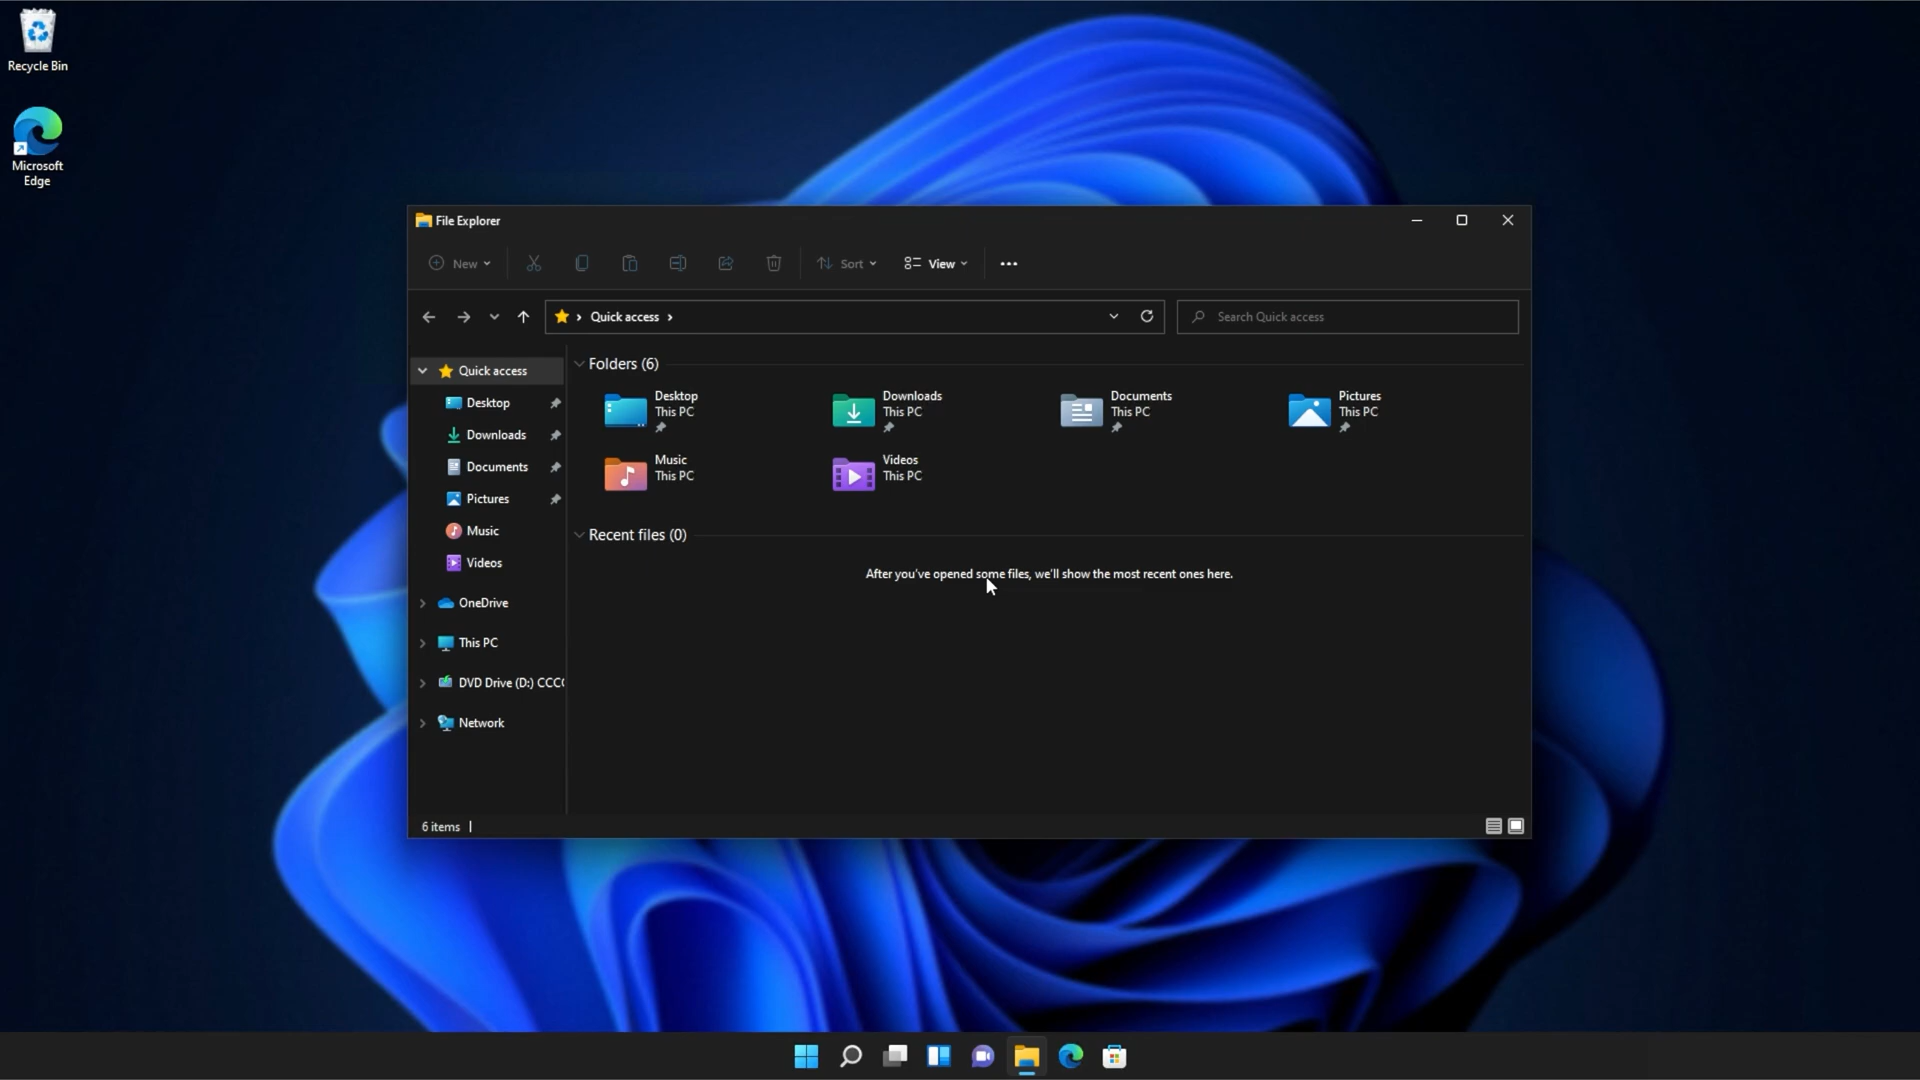 Recycle Bin
Microsoft
Edge
File Explorer
New
Sort
View
Quick access
Search Quick access
Quick access
Desktop
Downloads
Documents
Pictures
Music
Videos
OneDrive
This PC
DVD Drive (D:) CCC
Network
Folders (6)
Desktop
This PC
Downloads
This PC
Documents
This PC
Pictures
This PC
Music
This PC
Videos
This PC
Recent files (0)
After you've opened some files, we'll show the most recent ones here.
6 items